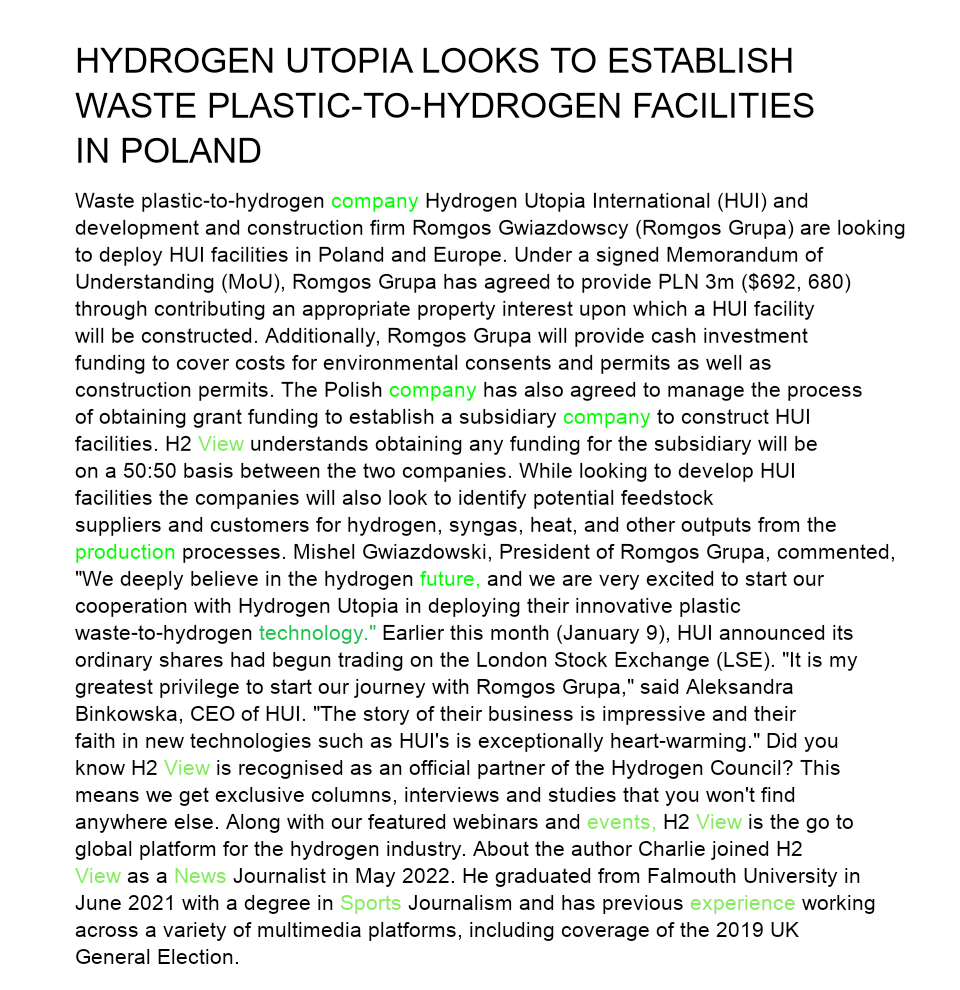 HYDROGEN UTOPIA LOOKS TO ESTABLISH
WASTE PLASTIC-TO-HYDROGEN FACILITIES
IN POLAND
Waste plastic-to-hydrogen company Hydrogen Utopia International (HUI) and
development and construction firm Romgos Gwiazdowscy (Romgos Grupa) are looking
to deploy HUI facilities in Poland and Europe. Under a signed Memorandum of
Understanding (MoU), Romgos Grupa has agreed to provide PLN 3m ($692, 680)
through contributing an appropriate property interest upon which a HUI facility
will be constructed. Additionally, Romgos Grupa will provide cash investment
funding to cover costs for environmental consents and permits as well as
construction permits. The Polish company has also agreed to manage the process
of obtaining grant funding to establish a subsidiary company to construct HUI
facilities. H2 View understands obtaining any funding for the subsidiary will be
on a 50:50 basis between the two companies. While looking to develop HUI
facilities the companies will also look to identify potential feedstock
suppliers and customers for hydrogen, syngas, heat, and other outputs from the
production processes. Mishel Gwiazdowski, President of Romgos Grupa, commented,
"We deeply believe in the hydrogen future, and we are very excited to start our
cooperation with Hydrogen Utopia in deploying their innovative plastic
waste-to-hydrogen technology." Earlier this month (January 9), HUI announced its
ordinary shares had begun trading on the London Stock Exchange (LSE). "It is my
greatest privilege to start our journey with Romgos Grupa," said Aleksandra
Binkowska, CEO of HUI. "The story of their business is impressive and their
faith in new technologies such as HUI's is exceptionally heart-warming." Did you
know H2 View is recognised as an official partner of the Hydrogen Council? This
means we get exclusive columns, interviews and studies that you won't find
anywhere else. Along with our featured webinars and events, H2 View is the go to
global platform for the hydrogen industry. About the author Charlie joined H2
View as a News Journalist in May 2022. He graduated from Falmouth University in
June 2021 with a degree in Sports Journalism and has previous experience working
across a variety of multimedia platforms, including coverage of the 2019 UK
General Election.